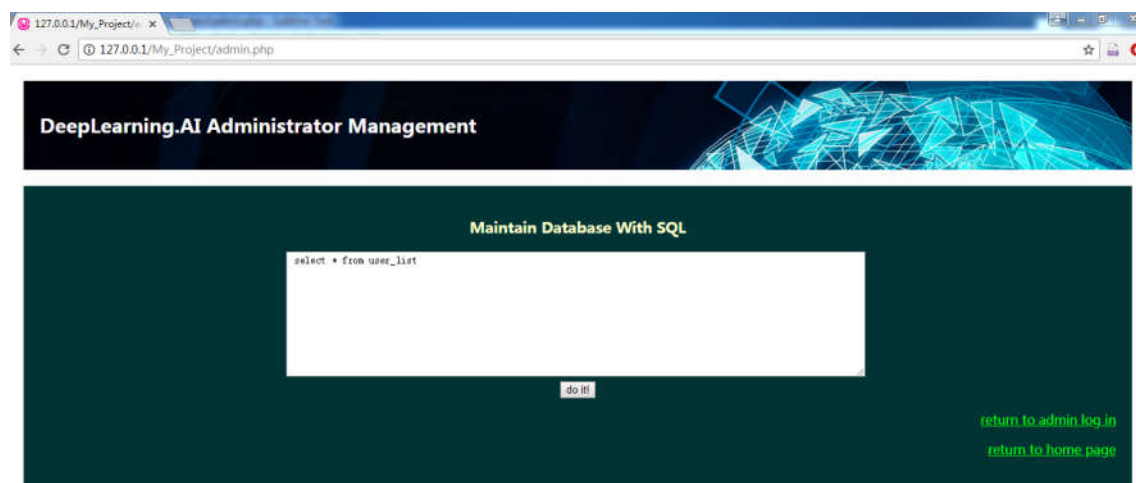 127.0.0.1/My_Project/a
127.0.0.1/My_Project/admin.php
DeepLearning.AI Administrator Management
Maintain Database With SQL
select * from user_list
do it!
return to admin log in
return to home page